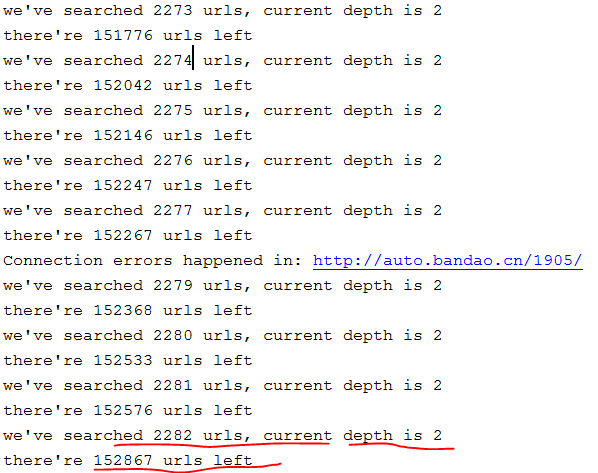 we've searched 2273 urls, current depth is 2
there're 151776 urls left
we've searched 2274 urls, current depth is 2
there're 152042 urls left
we've searched 2275 urls, current depth is 2
there're 152146 urls left
we've searched 2276 urls, current depth is 2
there're 152247 urls left
we've searched 2277 urls, current depth is 2
there're 152267 urls left
Connection errors happened in: http://auto.bandao.cn/1905/
we've searched 2279 urls, current depth is 2
there're 152368 urls left
we've searched 2280 urls, current depth is 2
there're 152533 urls left
we've searched 2281 urls, current depth is 2
there're 152576 urls left
we've searched 2282 urls, current depth is 2
there're 152867 urls left